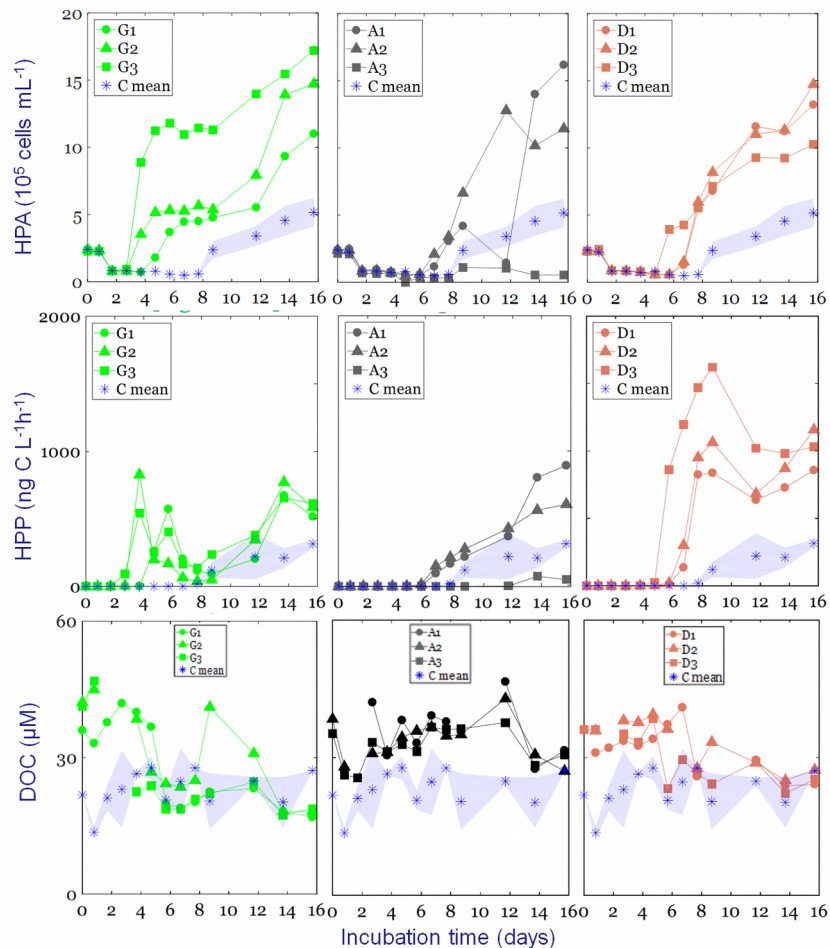 HPA (10⁵ cells mL⁻¹)
20
15
10
5
0
G1
G2
G3
C mean
0 2 4 6 8 10 12 14 16
A1
A2
A3
C mean
0 2 4 6 8 10 12 14 16
D1
D2
D3
C mean
0 2 4 6 8 10 12 14 16
HPP (ng C L⁻¹h⁻¹)
2000
1000
0
G1
G2
G3
C mean
0 2 4 6 8 10 12 14 16
A1
A2
A3
C mean
0 2 4 6 8 10 12 14 16
D1
D2
D3
C mean
0 2 4 6 8 10 12 14 16
DOC (µM)
60
30
0
G1
G2
G3
C mean
0 2 4 6 8 10 12 14 16
A1
A2
A3
C mean
0 2 4 6 8 10 12 14 16
D1
D2
D3
C mean
0 2 4 6 8 10 12 14 16
Incubation time (days)